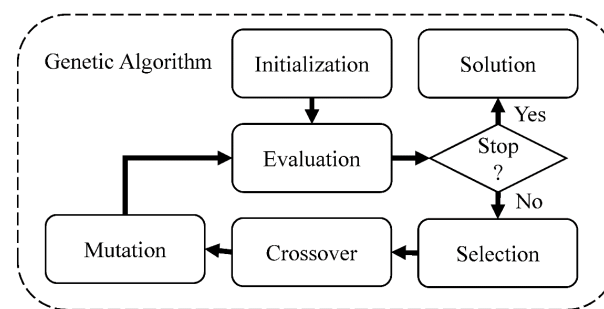 Genetic Algorithm
Initialization
Solution
Yes
Evaluation
Stop
?
No
Mutation
Crossover
Selection